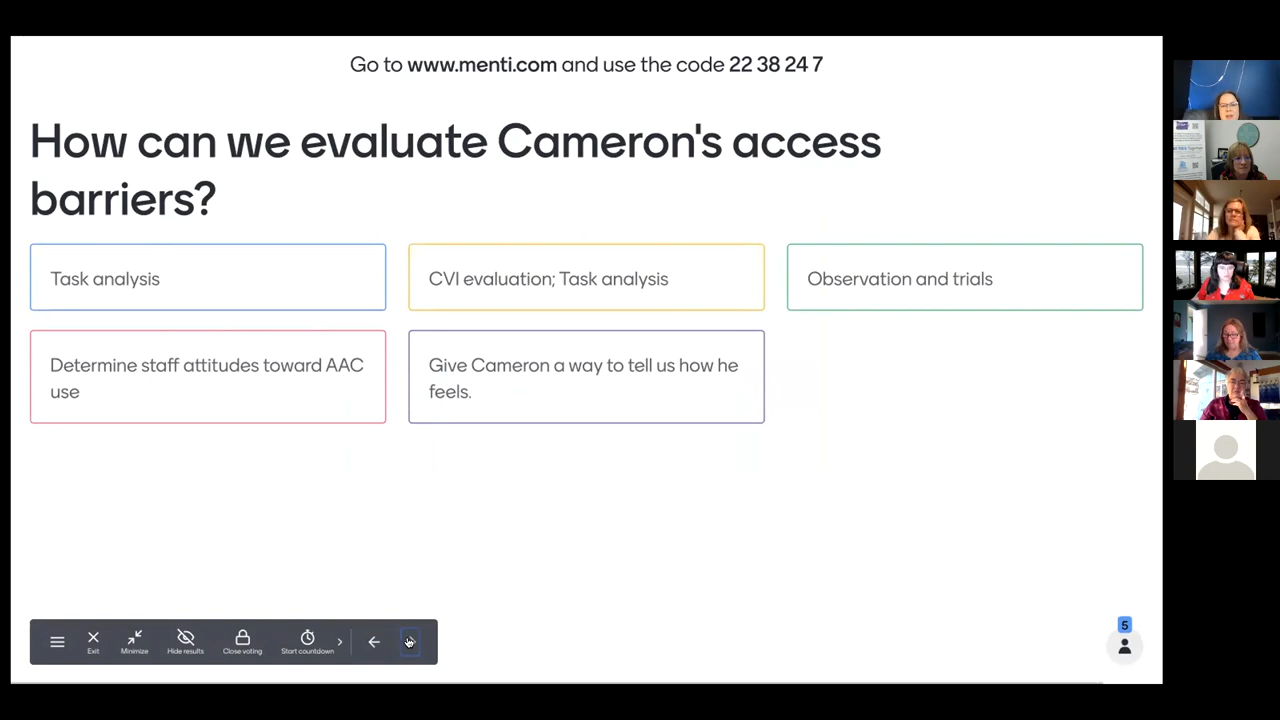 Go to www.menti.com and use the code 22 38 24 7
How can we evaluate Cameron's access
barriers?
Task analysis
CVI evaluation; Task analysis
Observation and trials
Determine staff attitudes toward AAC
use
Give Cameron a way to tell us how he
feels.
5
Exit
Minimize
Hide results
Close voting
Start countdown